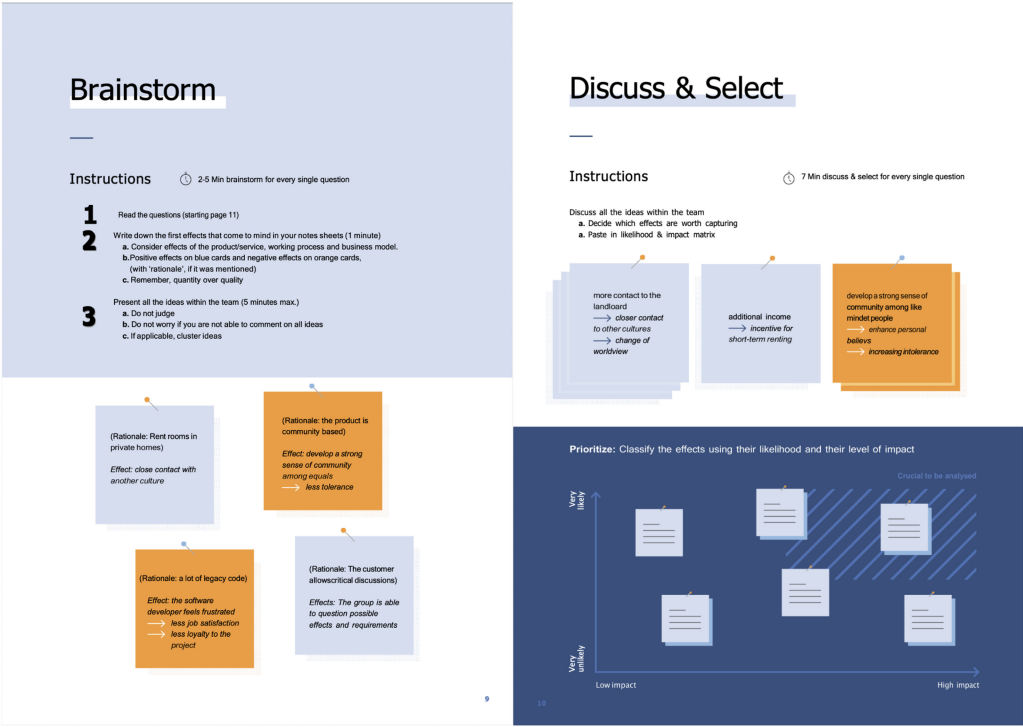 Brainstorm
Instructions
2-5 Min brainstorm for every single question
1
Read the questions (starting page 11)
2
Write down the first effects that come to mind in your notes sheets (1 minute)
a. Consider effects of the product/service, working process and business model.
b.Positive effects on blue cards and negative effects on orange cards,
(with ‘rationale’, if it was mentioned)
c. Remember, quantity over quality
3
Present all the ideas within the team (5 minutes max.)
a. Do not judge
b. Do not worry if you are not able to comment on all ideas
c. If applicable, cluster ideas
(Rationale: Rent rooms in
private homes)
Effect: close contact with
another culture
(Rationale: the product is
community based)
Effect: develop a strong
sense of community
among equals
less tolerance
(Rationale: a lot of legacy code)
Effect: the software
developer feels frustrated
less job satisfaction
less loyalty to the
project
(Rationale: The customer
allowscritical discussions)
Effects: The group is able
to question possible
effects and requirements
9
Discuss & Select
Instructions
7 Min discuss & select for every single question
Discuss all the ideas within the team
a. Decide which effects are worth capturing
a. Paste in likelihood & impact matrix
more contact to the
landloard
closer contact
to other cultures
change of
worldview
additional income
incentive for
short-term renting
develop a strong sense of
community among like
mindet people
enhance personal
believs
increasing intolerance
Prioritize: Classify the effects using their likelihood and their level of impact
Crucial to be analysed
Very
likely
Very
unlikely
Low impact
High impact
10